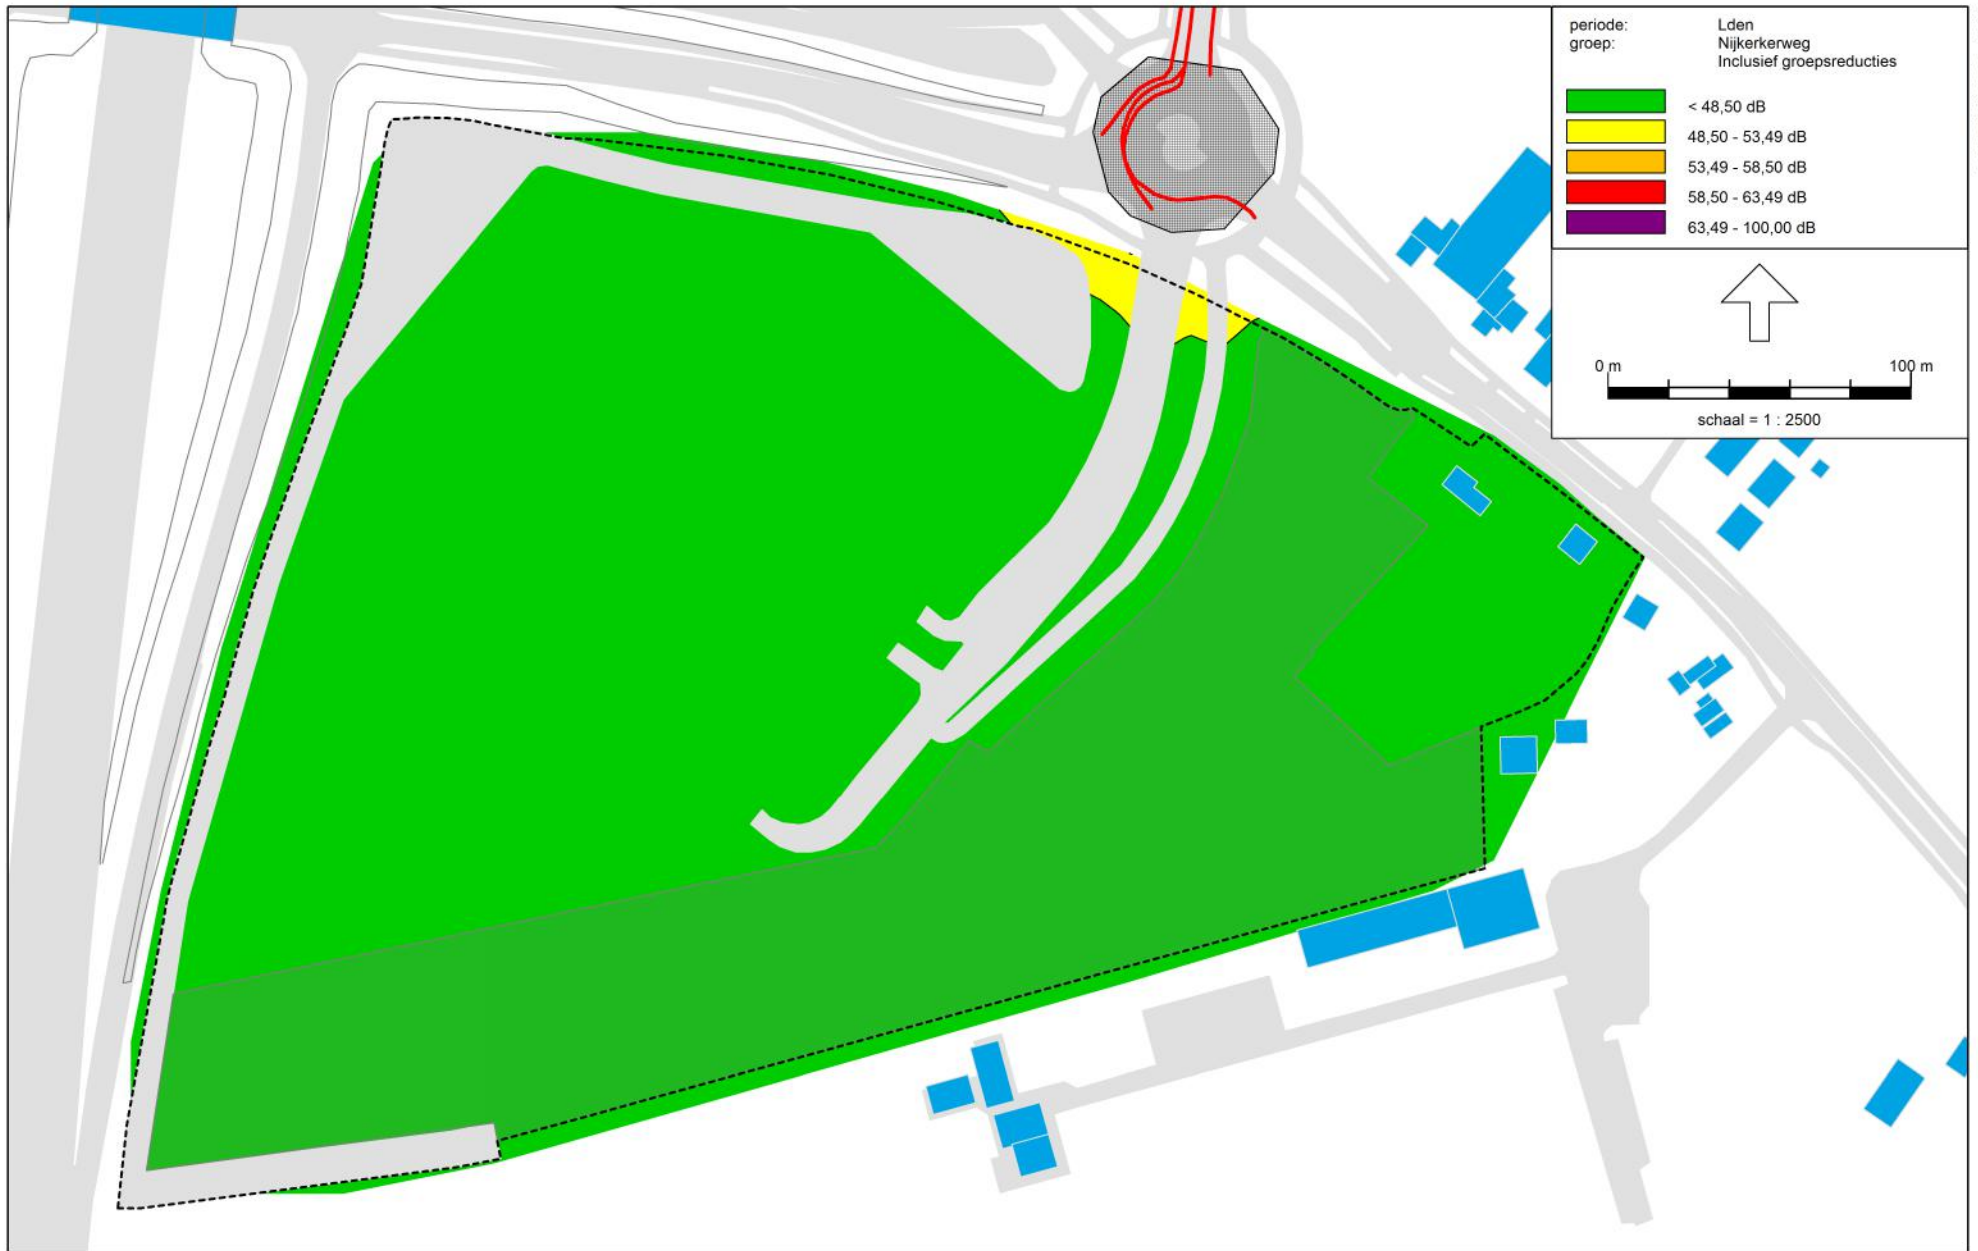 periode: Lden
groep: Nijkerkerweg
Inclusief groepsreducties
< 48,50 dB
48,50 - 53,49 dB
53,49 - 58,50 dB
58,50 - 63,49 dB
63,49 - 100,00 dB
0 m 100 m
schaal = 1 : 2500